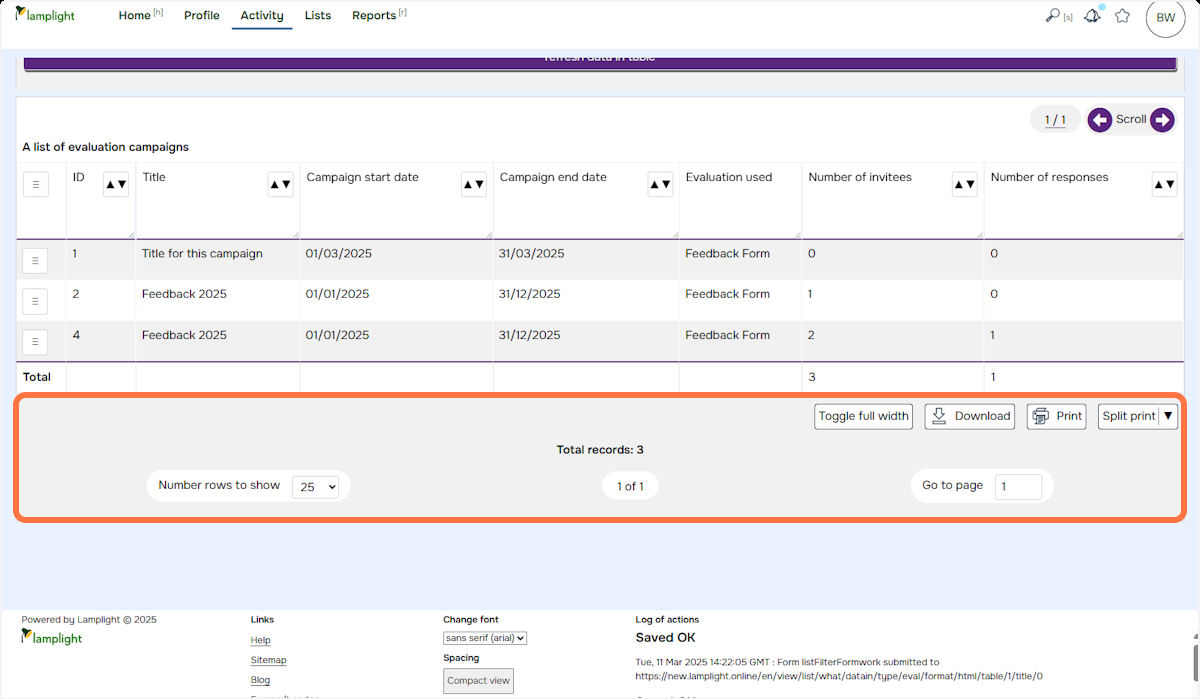 lamplight
Home [h] Profile Activity Lists Reports [r] [s] BW
refresh data in table
1 / 1 Scroll
A list of evaluation campaigns
ID ▲▼ Title ▲▼ Campaign start date ▲▼ Campaign end date ▲▼ Evaluation used Number of invitees ▲▼ Number of responses ▲▼
1 Title for this campaign 01/03/2025 31/03/2025 Feedback Form 0 0
2 Feedback 2025 01/01/2025 31/12/2025 Feedback Form 1 0
4 Feedback 2025 01/01/2025 31/12/2025 Feedback Form 2 1
Total 3 1
Toggle full width Download Print Split print ▼
Total records: 3
Number rows to show 25 1 of 1 Go to page 1
Powered by Lamplight © 2025 Links Change font Log of actions
lamplight Help sans serif (arial) Saved OK
Sitemap Spacing Tue, 11 Mar 2025 14:22:05 GMT : Form listFilterFormwork submitted to
Blog Compact view https://new.lamplight.online/en/view/list/what/datain/type/eval/format/html/table/1/title/0